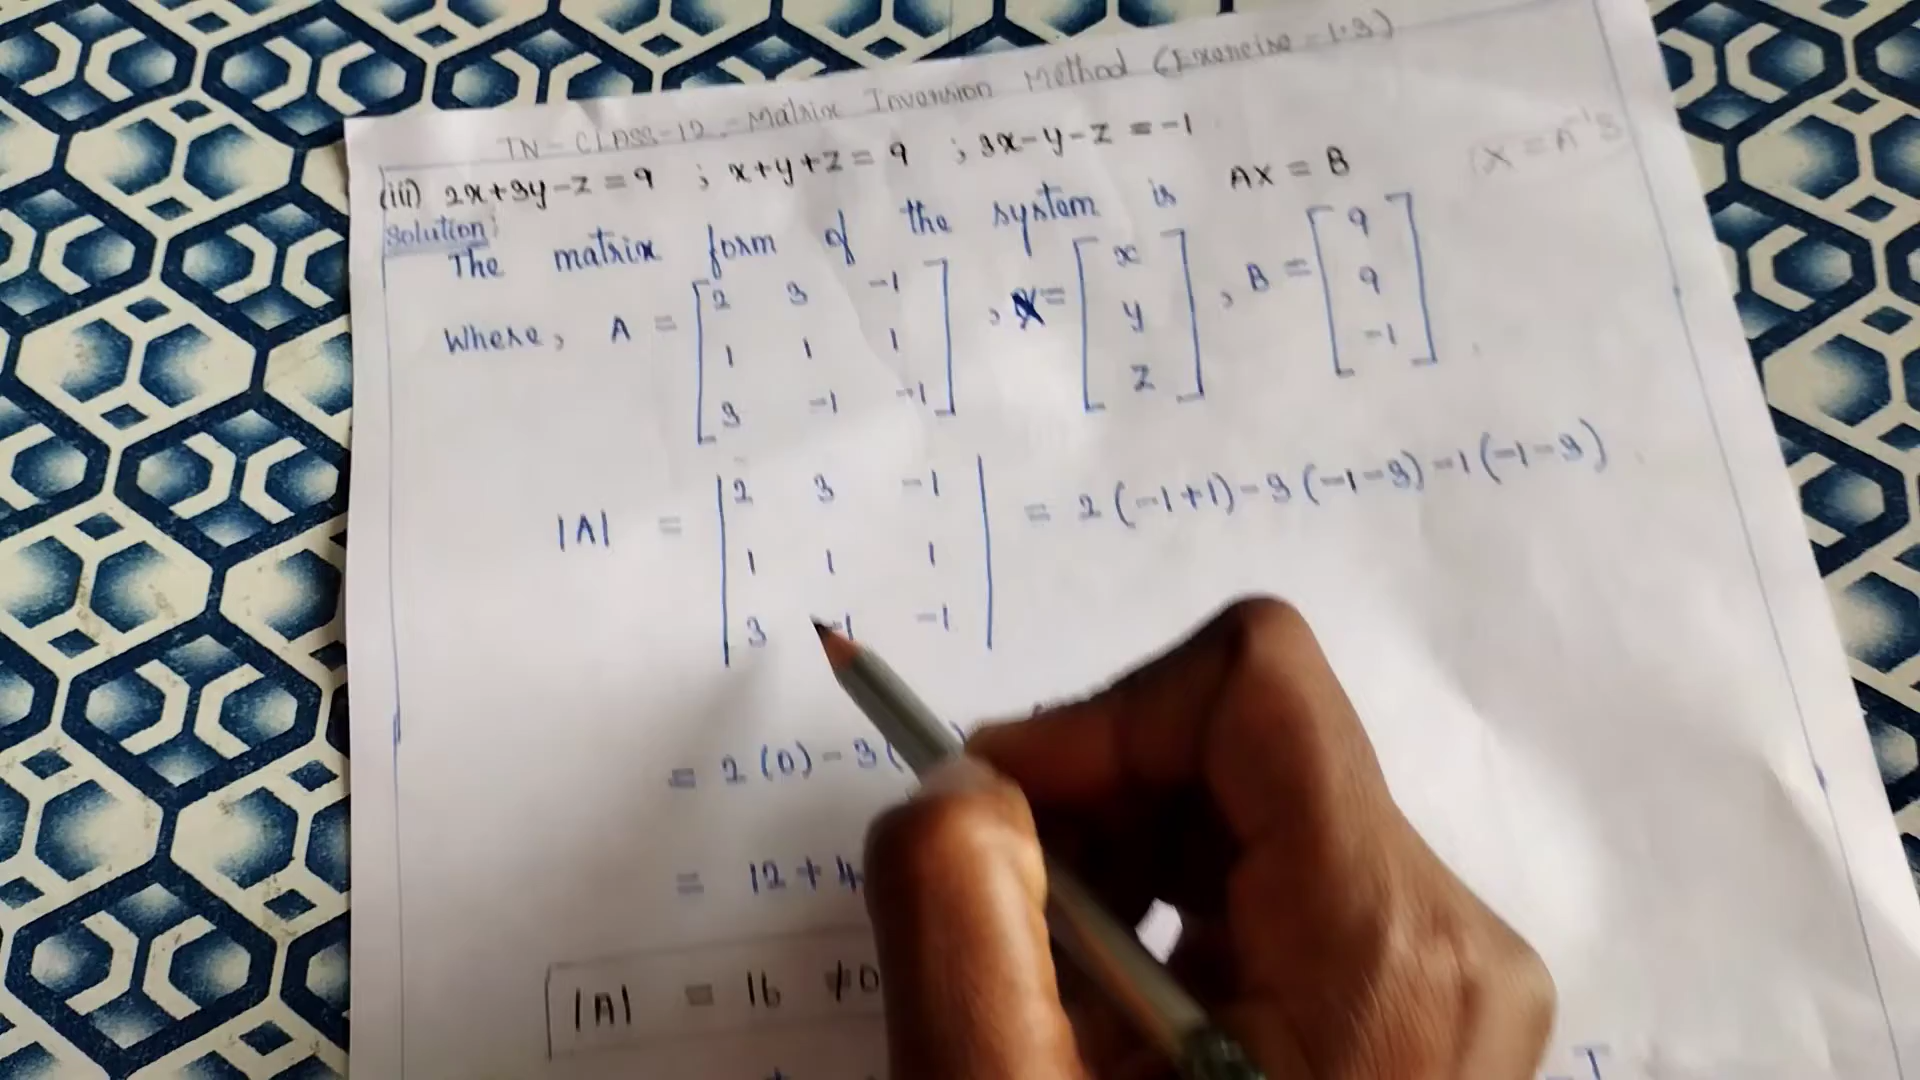 TN - Class-12 - Matrix Inversion Method (Exercise - 1.3)
(iii) 2x+3y-z=9 ; x+y+z=9 ; 3x-y-z=-1
Solution: (X = A⁻¹B
The matrix form of the system is AX = B
Where, A = [2 3 -1 , X= [x , B = [9
1 1 1 y 9
3 -1 -1] z] -1]
|A| = |2 3 -1 = 2(-1+1)-3(-1-3)-1(-1-3)
1 1 1
3 -1 -1|
= 2(0)-3(
= 12+4
|A| = 16 ≠0